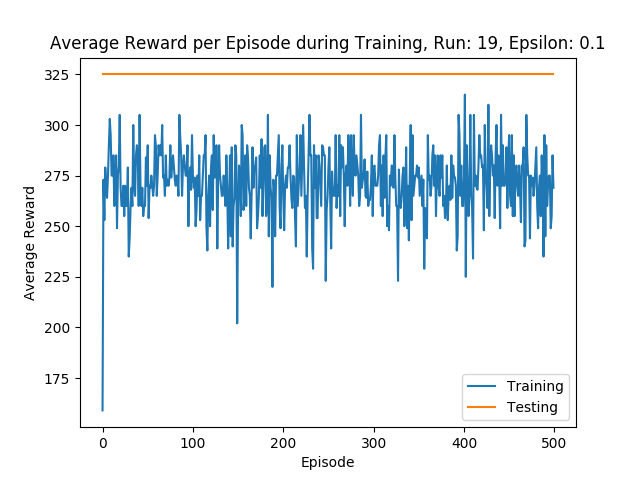 Average Reward per Episode during Training, Run: 19, Epsilon: 0.1
325
300
275
250
225
200
175
Average Reward
0 100 200 300 400 500
Episode
Training
Testing